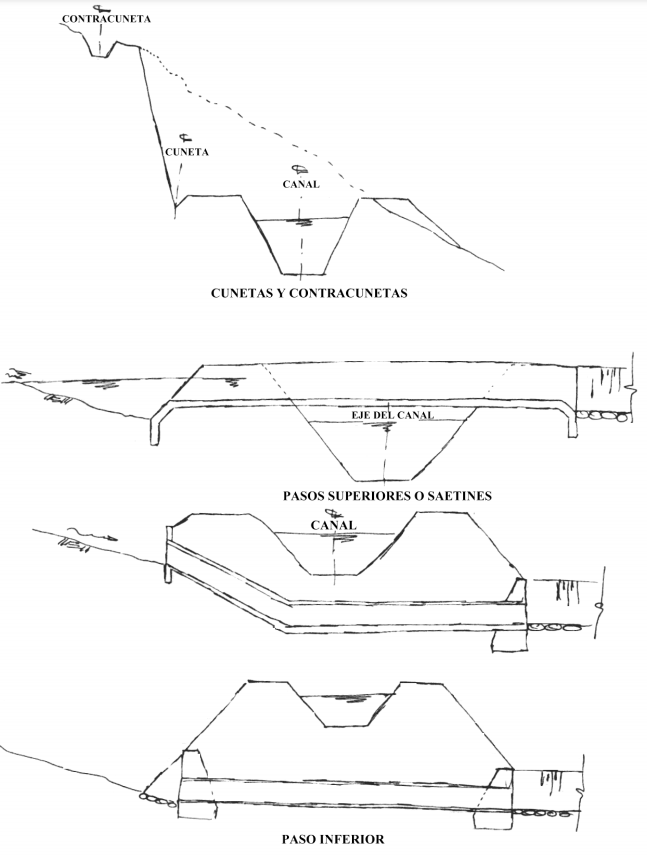 CONTRACUNETA
CUNETA
CANAL
CUNETAS Y CONTRACUNETAS
EJE DEL CANAL
PASOS SUPERIORES O SAETINES
CANAL
PASO INFERIOR